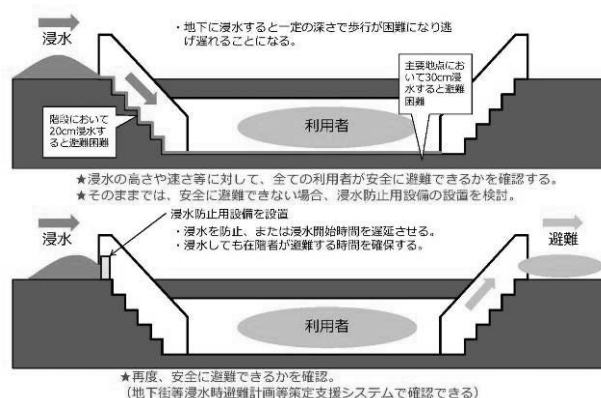 浸水
・地下に浸水すると一定の深さで歩行が困難になり逃
げ遅れることになる。
主要地点にお
いて30cm浸
水すると避難
困難
階段において
20cm浸水す
ると避難困難
利用者
★浸水の高さや速さ等に対して、全ての利用者が安全に避難できるかを確認する。
★そのままでは、安全に避難できない場合、浸水防止用設備の設置を検討。
浸水防止用設備を設置
浸水
・浸水を防止、または浸水開始時間を遅延させる。
・浸水しても在階者が避難する時間を確保する。
避難
利用者
★再度、安全に避難できるかを確認。
（地下街等浸水時避難計画等策定支援システムで確認できる）